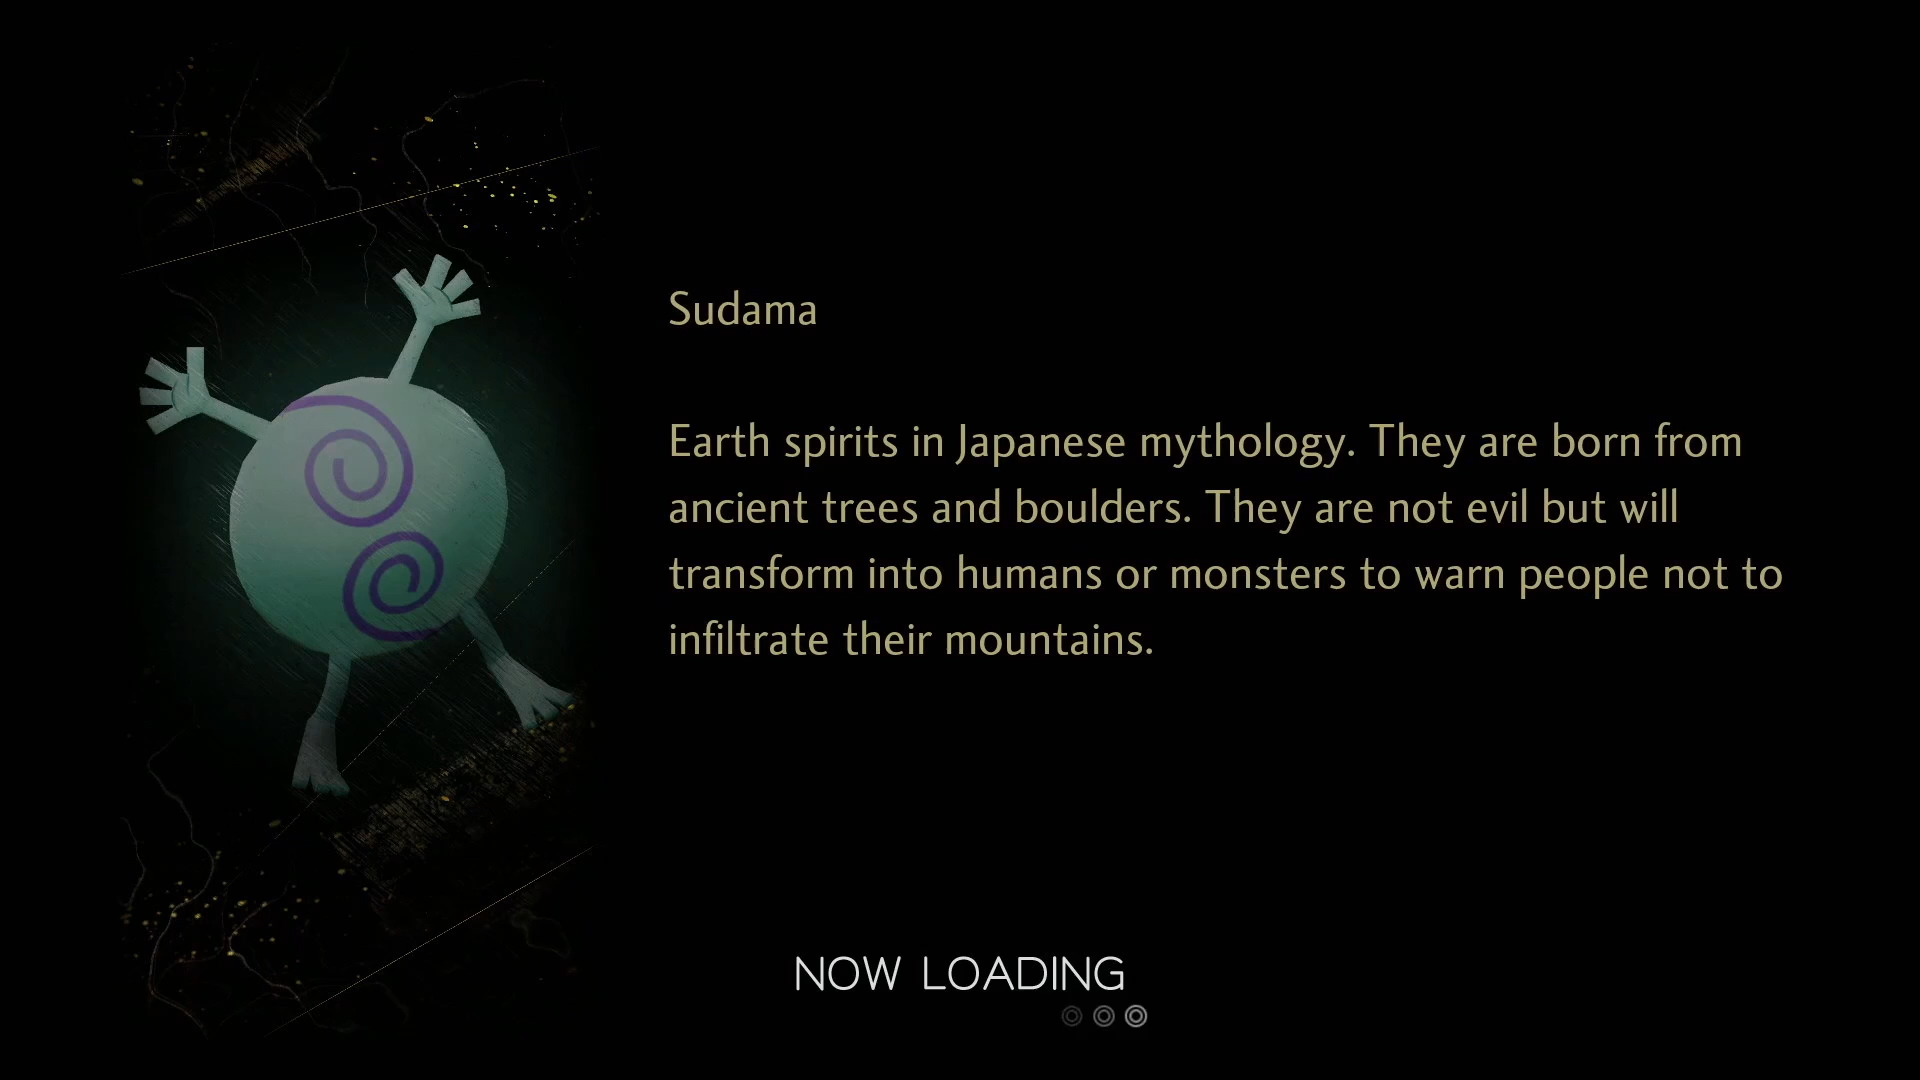 Sudama
Earth spirits in Japanese mythology. They are born from
ancient trees and boulders. They are not evil but will
transform into humans or monsters to warn people not to
infiltrate their mountains.
NOW LOADING